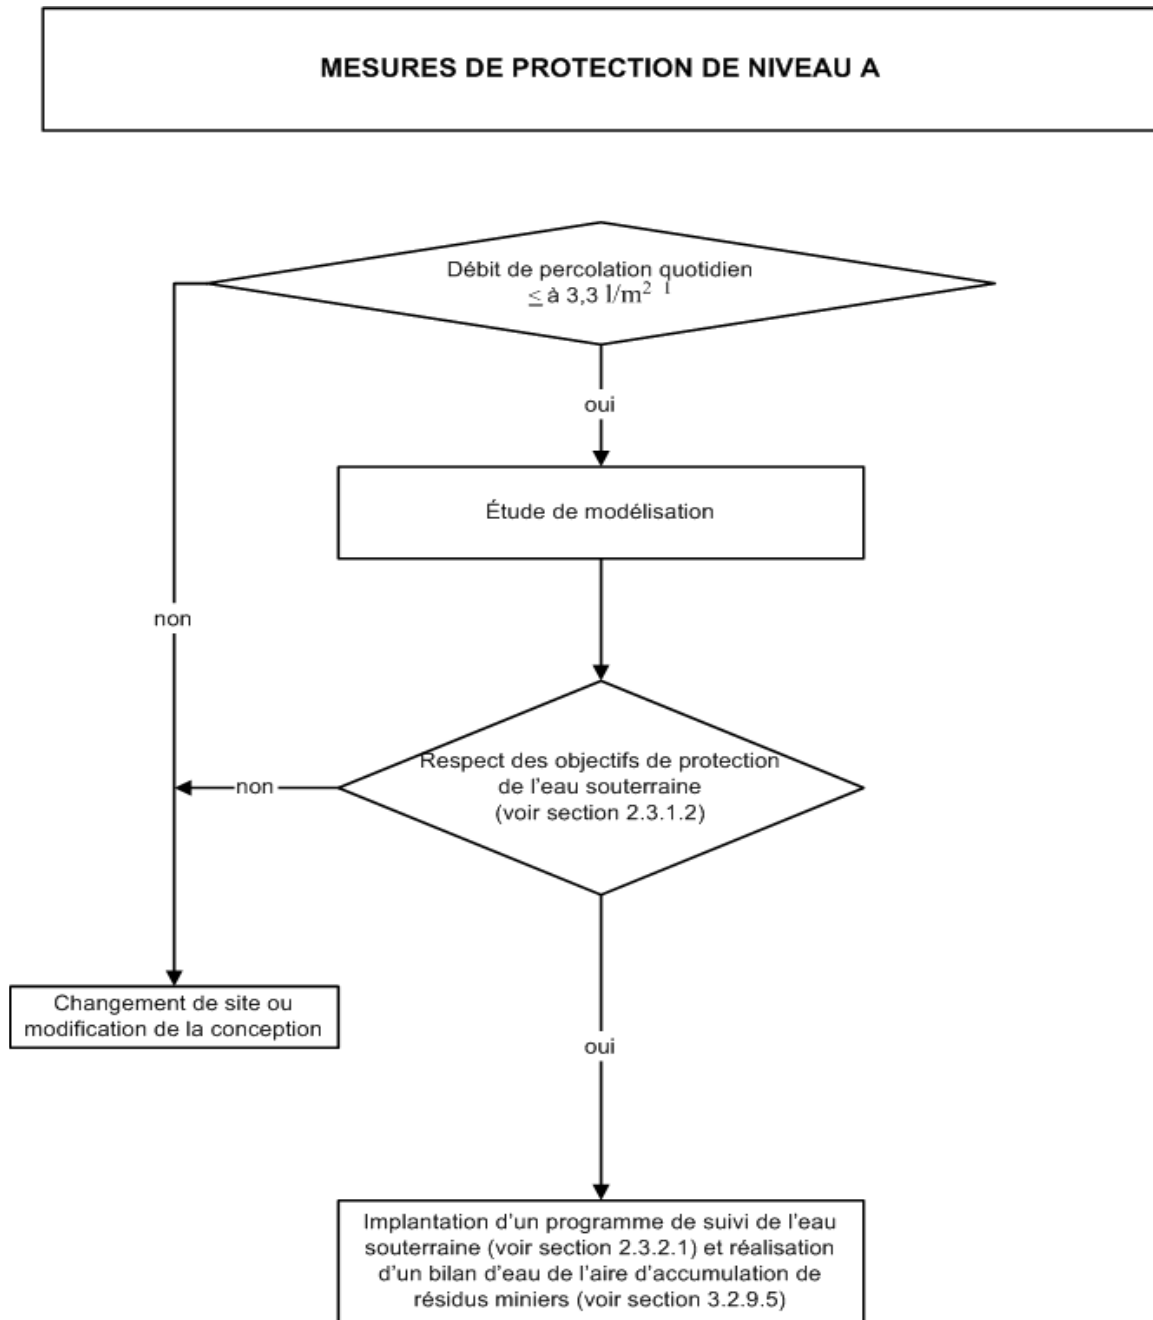 MESURES DE PROTECTION DE NIVEAU A
Débit de percolation quotidien
≤ à 3,3 l/m² ¹
oui
Étude de modélisation
non
Respect des objectifs de protection
de l'eau souterraine
(voir section 2.3.1.2)
non
Changement de site ou
modification de la conception
oui
Implantation d'un programme de suivi de l'eau
souterraine (voir section 2.3.2.1) et réalisation
d'un bilan d'eau de l'aire d'accumulation de
résidus miniers (voir section 3.2.9.5)